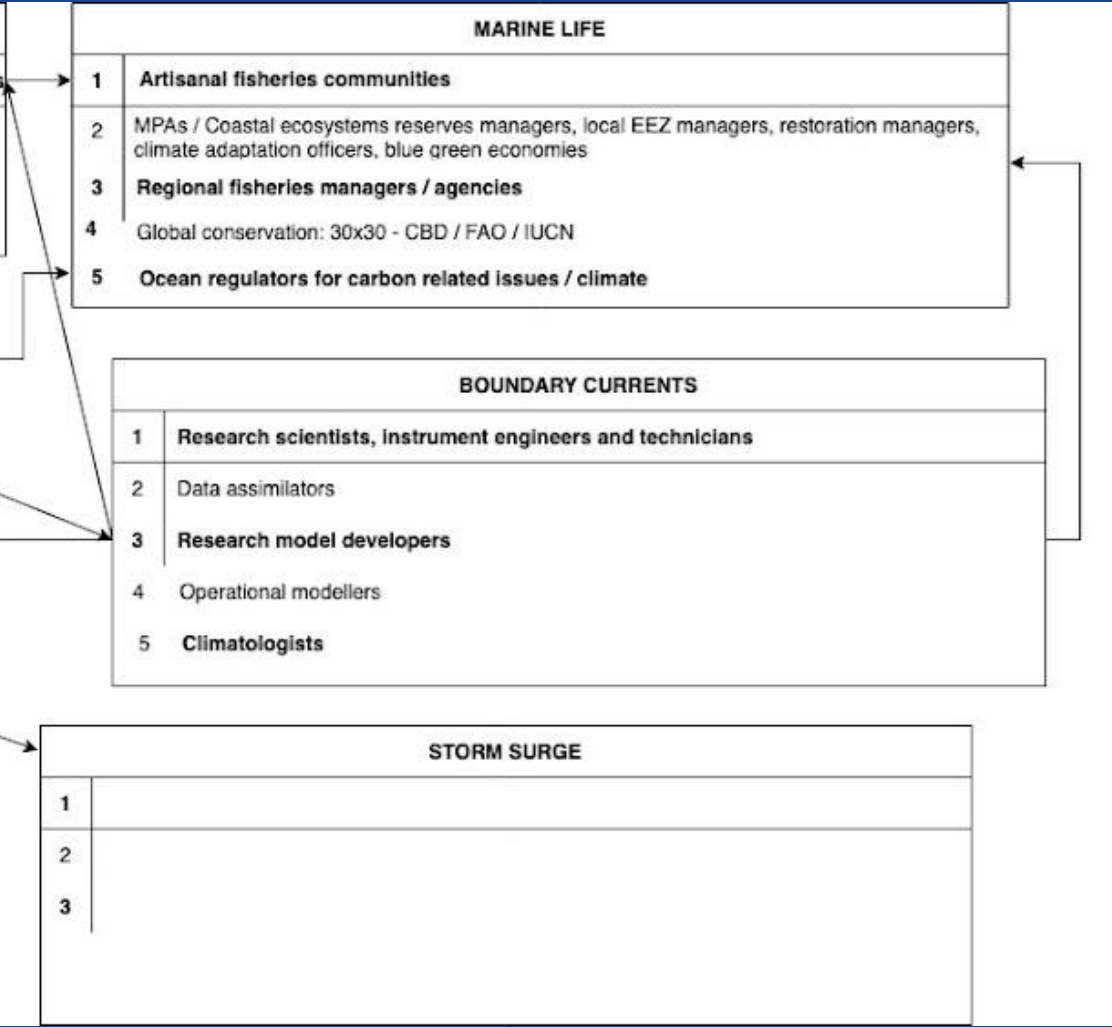 MARINE LIFE
1 Artisanal fisheries communities
2 MPAs / Coastal ecosystems reserves managers, local EEZ managers, restoration managers,
climate adaptation officers, blue green economies
3 Regional fisheries managers / agencies
4 Global conservation: 30x30 - CBD / FAO / IUCN
5 Ocean regulators for carbon related issues / climate
BOUNDARY CURRENTS
1 Research scientists, instrument engineers and technicians
2 Data assimilators
3 Research model developers
4 Operational modellers
5 Climatologists
STORM SURGE
1
2
3